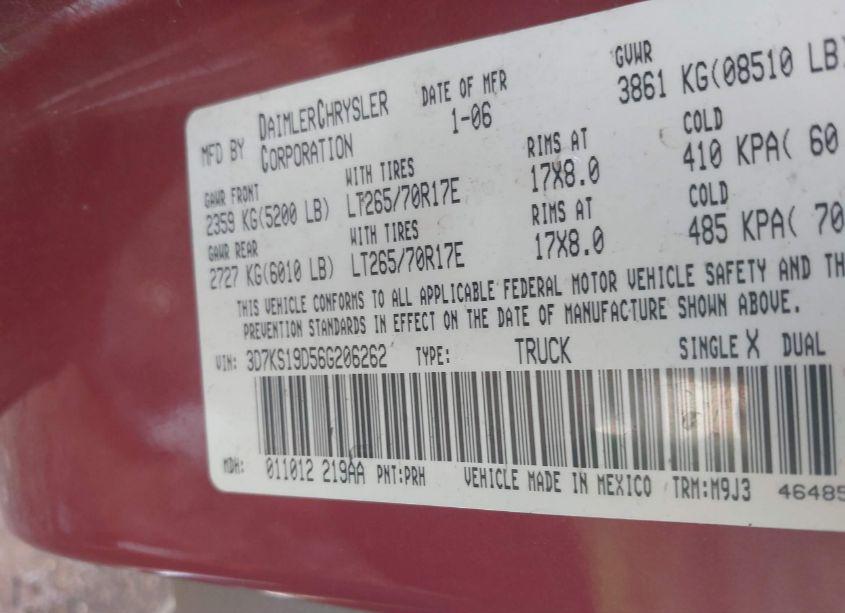 MFD BY DAIMLERCHRYSLER CORPORATION
DATE OF MFR 1-06
GVWR 3861 KG(08510 LB)
GAWR FRONT WITH TIRES RIMS AT COLD
2359 KG(5200 LB) LT265/70R17E 17X8.0 410 KPA( 60
GAWR REAR WITH TIRES RIMS AT COLD
2727 KG(6010 LB) LT265/70R17E 17X8.0 485 KPA( 70
THIS VEHICLE CONFORMS TO ALL APPLICABLE FEDERAL MOTOR VEHICLE SAFETY AND TH
PREVENTION STANDARDS IN EFFECT ON THE DATE OF MANUFACTURE SHOWN ABOVE.
VIN: 3D7KS19D56G206262 TYPE: TRUCK SINGLE X DUAL
MDH: 011012 219AA PNT:PRH VEHICLE MADE IN MEXICO TRM:M9J3 46485